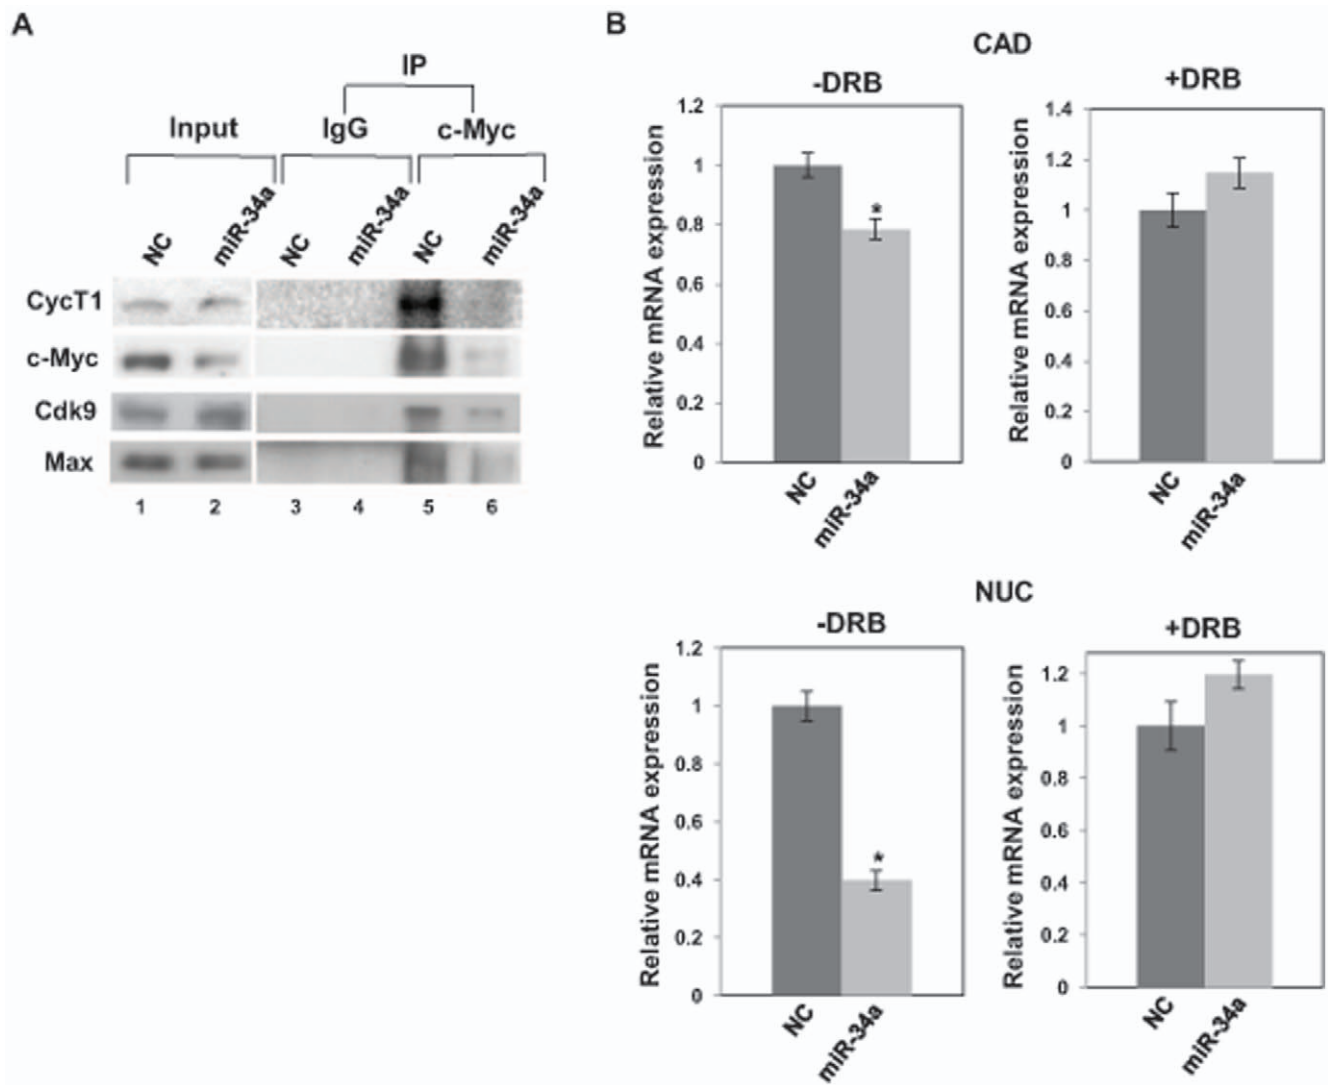 A
IP
Input IgG c-Myc
NC miR-34a NC miR-34a NC miR-34a
CycT1
c-Myc
Cdk9
Max
1 2 3 4 5 6
B
CAD
-DRB
Relative mRNA expression
1.2
1
0.8
0.6
0.4
0.2
0
*
NC miR-34a
+DRB
Relative mRNA expression
1.4
1.2
1
0.8
0.6
0.4
0.2
0
NC miR-34a
NUC
-DRB
Relative mRNA expression
1.2
1
0.8
0.6
0.4
0.2
0
*
NC miR-34a
+DRB
Relative mRNA expression
1.2
1
0.8
0.6
0.4
0.2
0
NC miR-34a